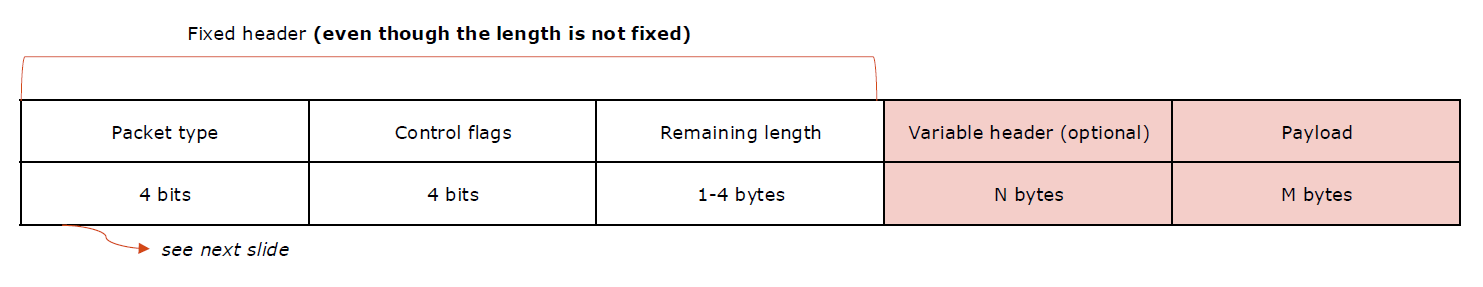 Fixed header (even though the length is not fixed)
Packet type Control flags Remaining length Variable header (optional) Payload
4 bits 4 bits 1-4 bytes N bytes M bytes
see next slide